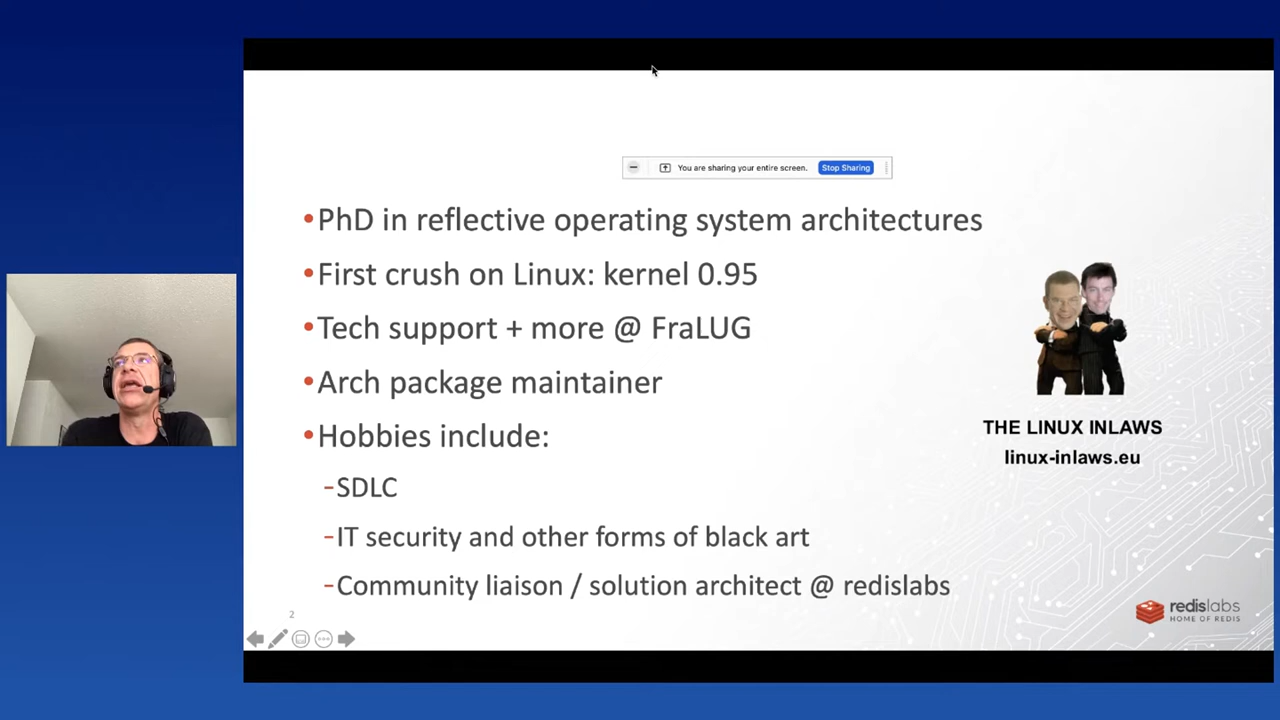 You are sharing your entire screen. Stop Sharing
•PhD in reflective operating system architectures
•First crush on Linux: kernel 0.95
•Tech support + more @ FraLUG
•Arch package maintainer
•Hobbies include:
-SDLC
-IT security and other forms of black art
-Community liaison / solution architect @ redislabs
THE LINUX INLAWS
linux-inlaws.eu
redislabs
HOME OF REDIS
2